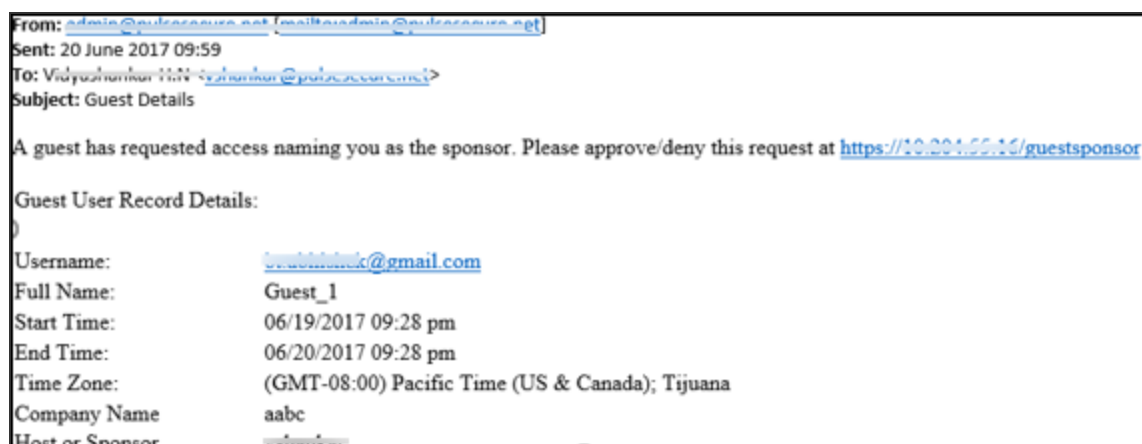 From:
Sent: 20 June 2017 09:59
To:
Subject: Guest Details
A guest has requested access naming you as the sponsor. Please approve/deny this request at https:// /guestsponsor
Guest User Record Details:
Username: @gmail.com
Full Name: Guest_1
Start Time: 06/19/2017 09:28 pm
End Time: 06/20/2017 09:28 pm
Time Zone: (GMT-08:00) Pacific Time (US & Canada); Tijuana
Company Name aabc
Host or Sponsor